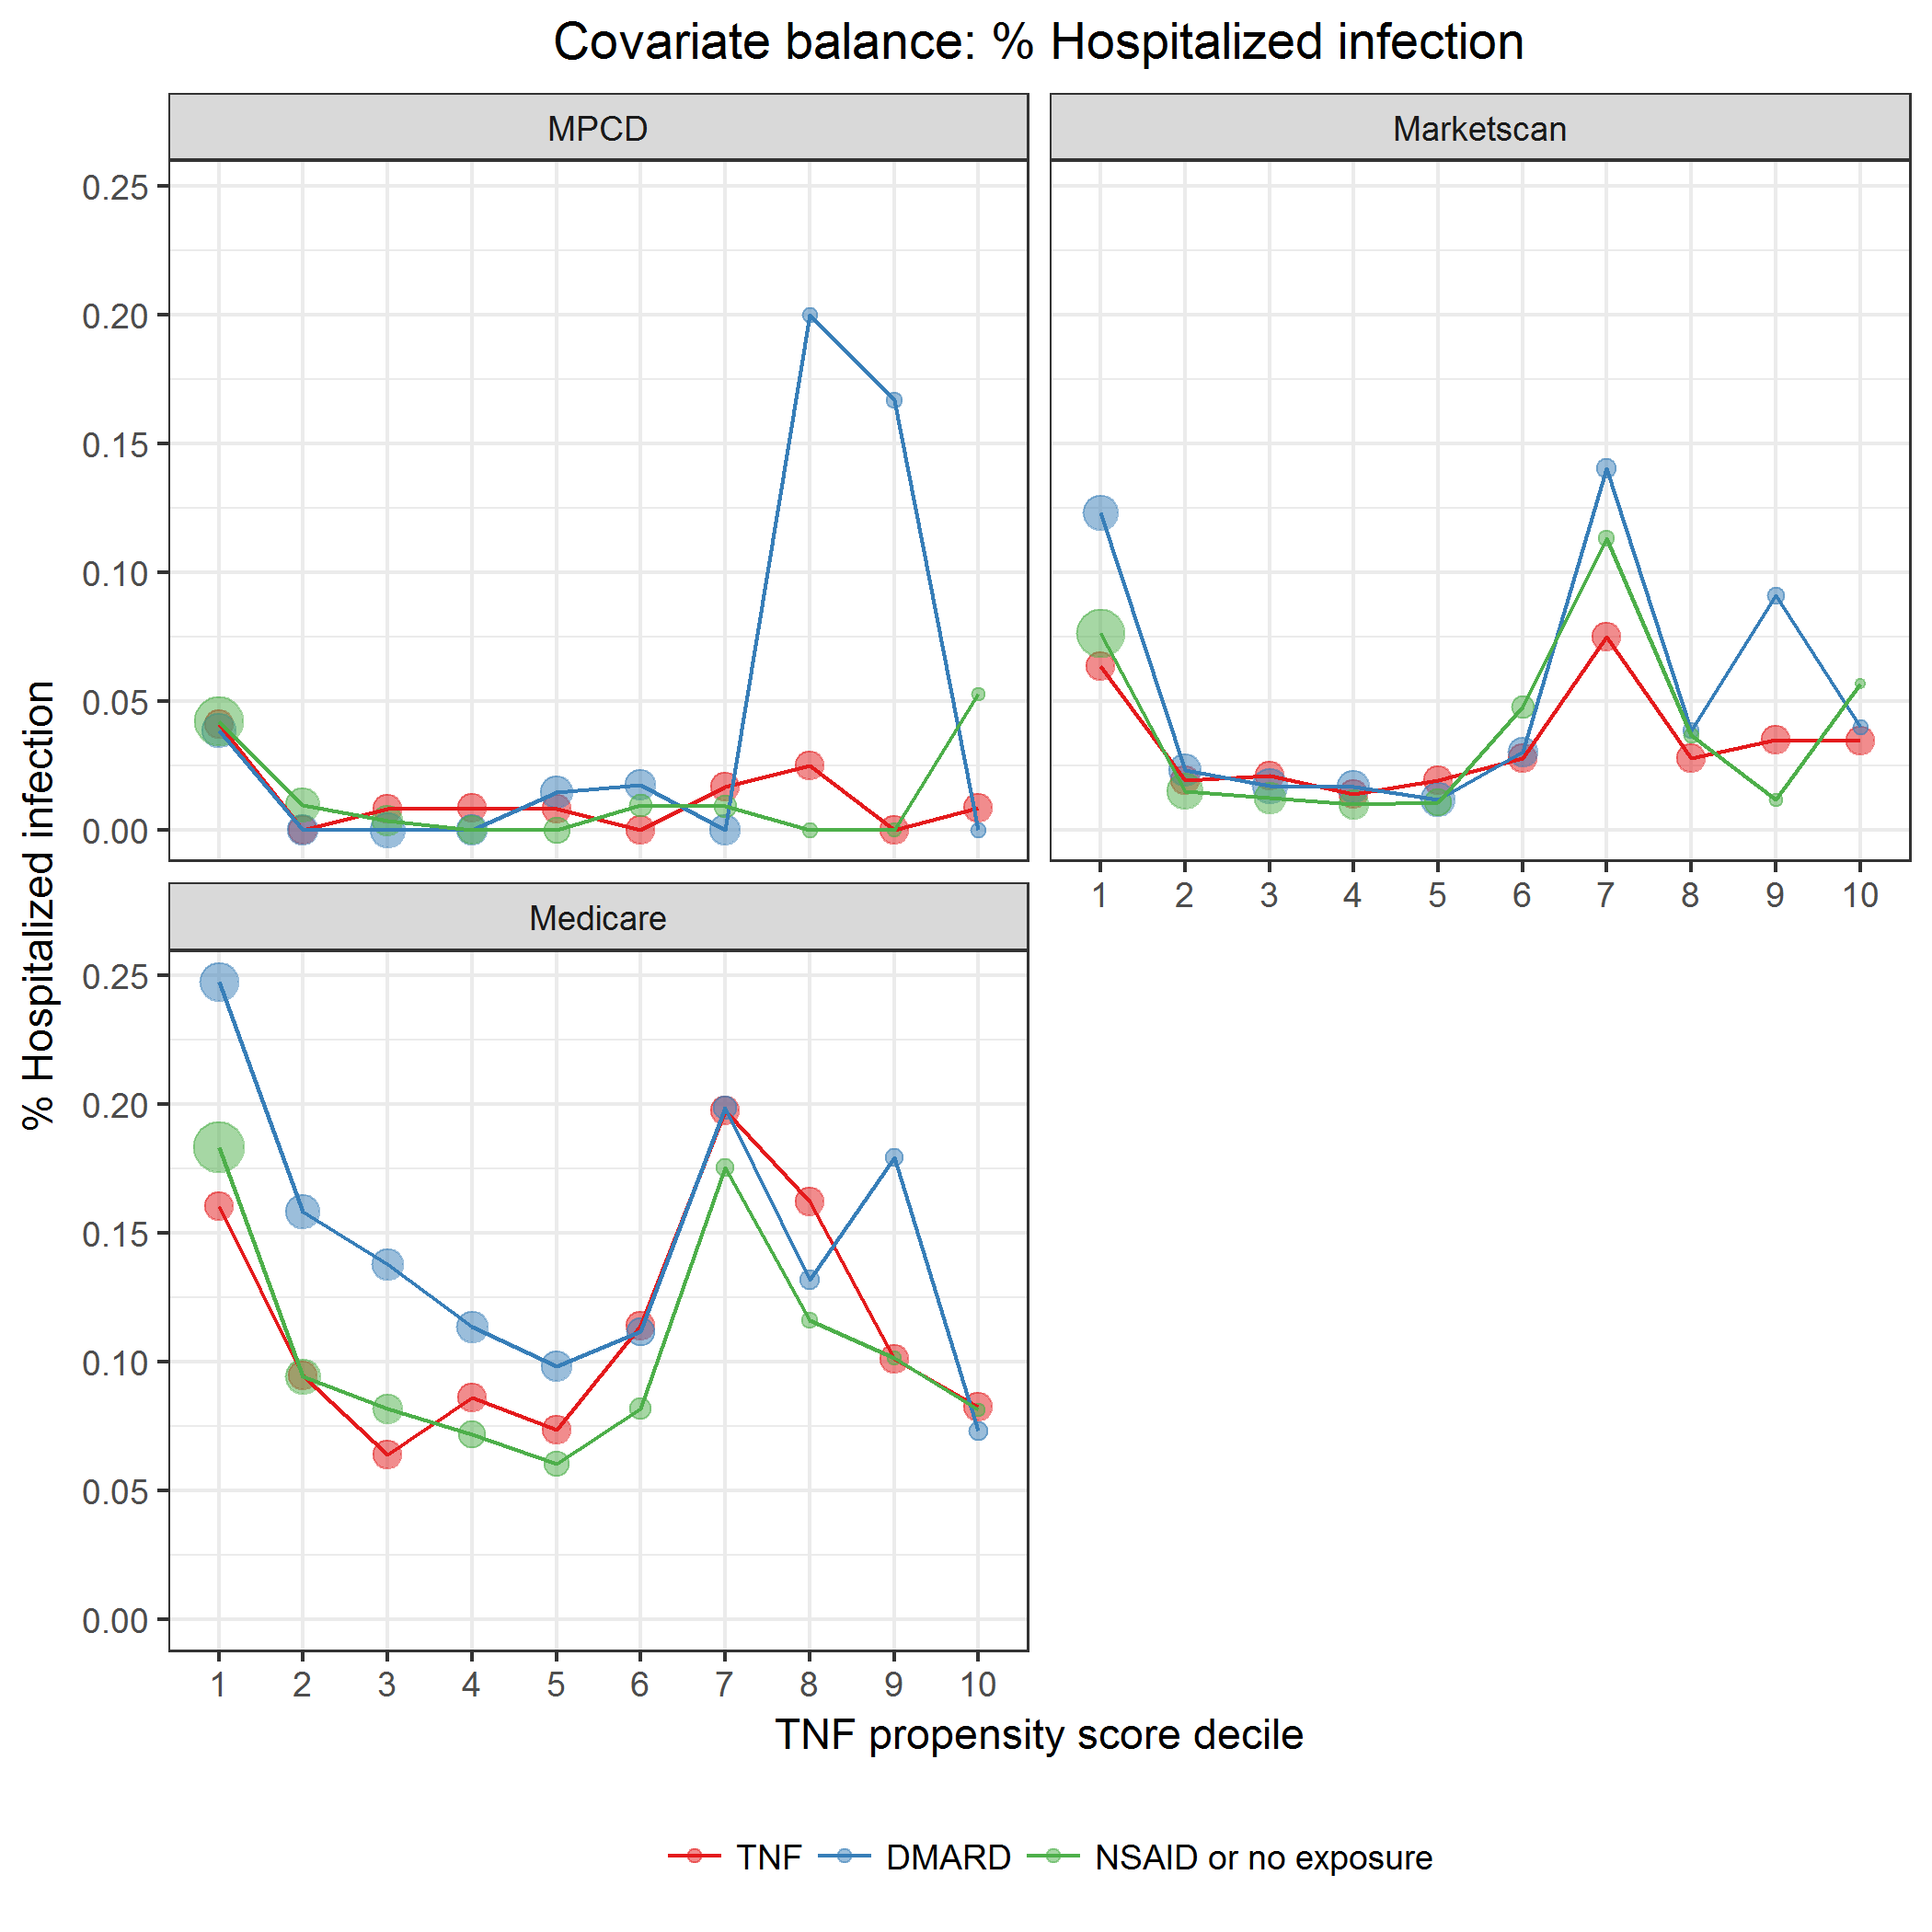 Covariate balance: % Hospitalized infection
MPCD
Marketscan
0.25
0.20
0.15
0.10
0.05
0.00
1 2 3 4 5 6 7 8 9 10
Medicare
0.25
0.20
0.15
0.10
0.05
0.00
1 2 3 4 5 6 7 8 9 10
% Hospitalized infection
TNF propensity score decile
TNF DMARD NSAID or no exposure